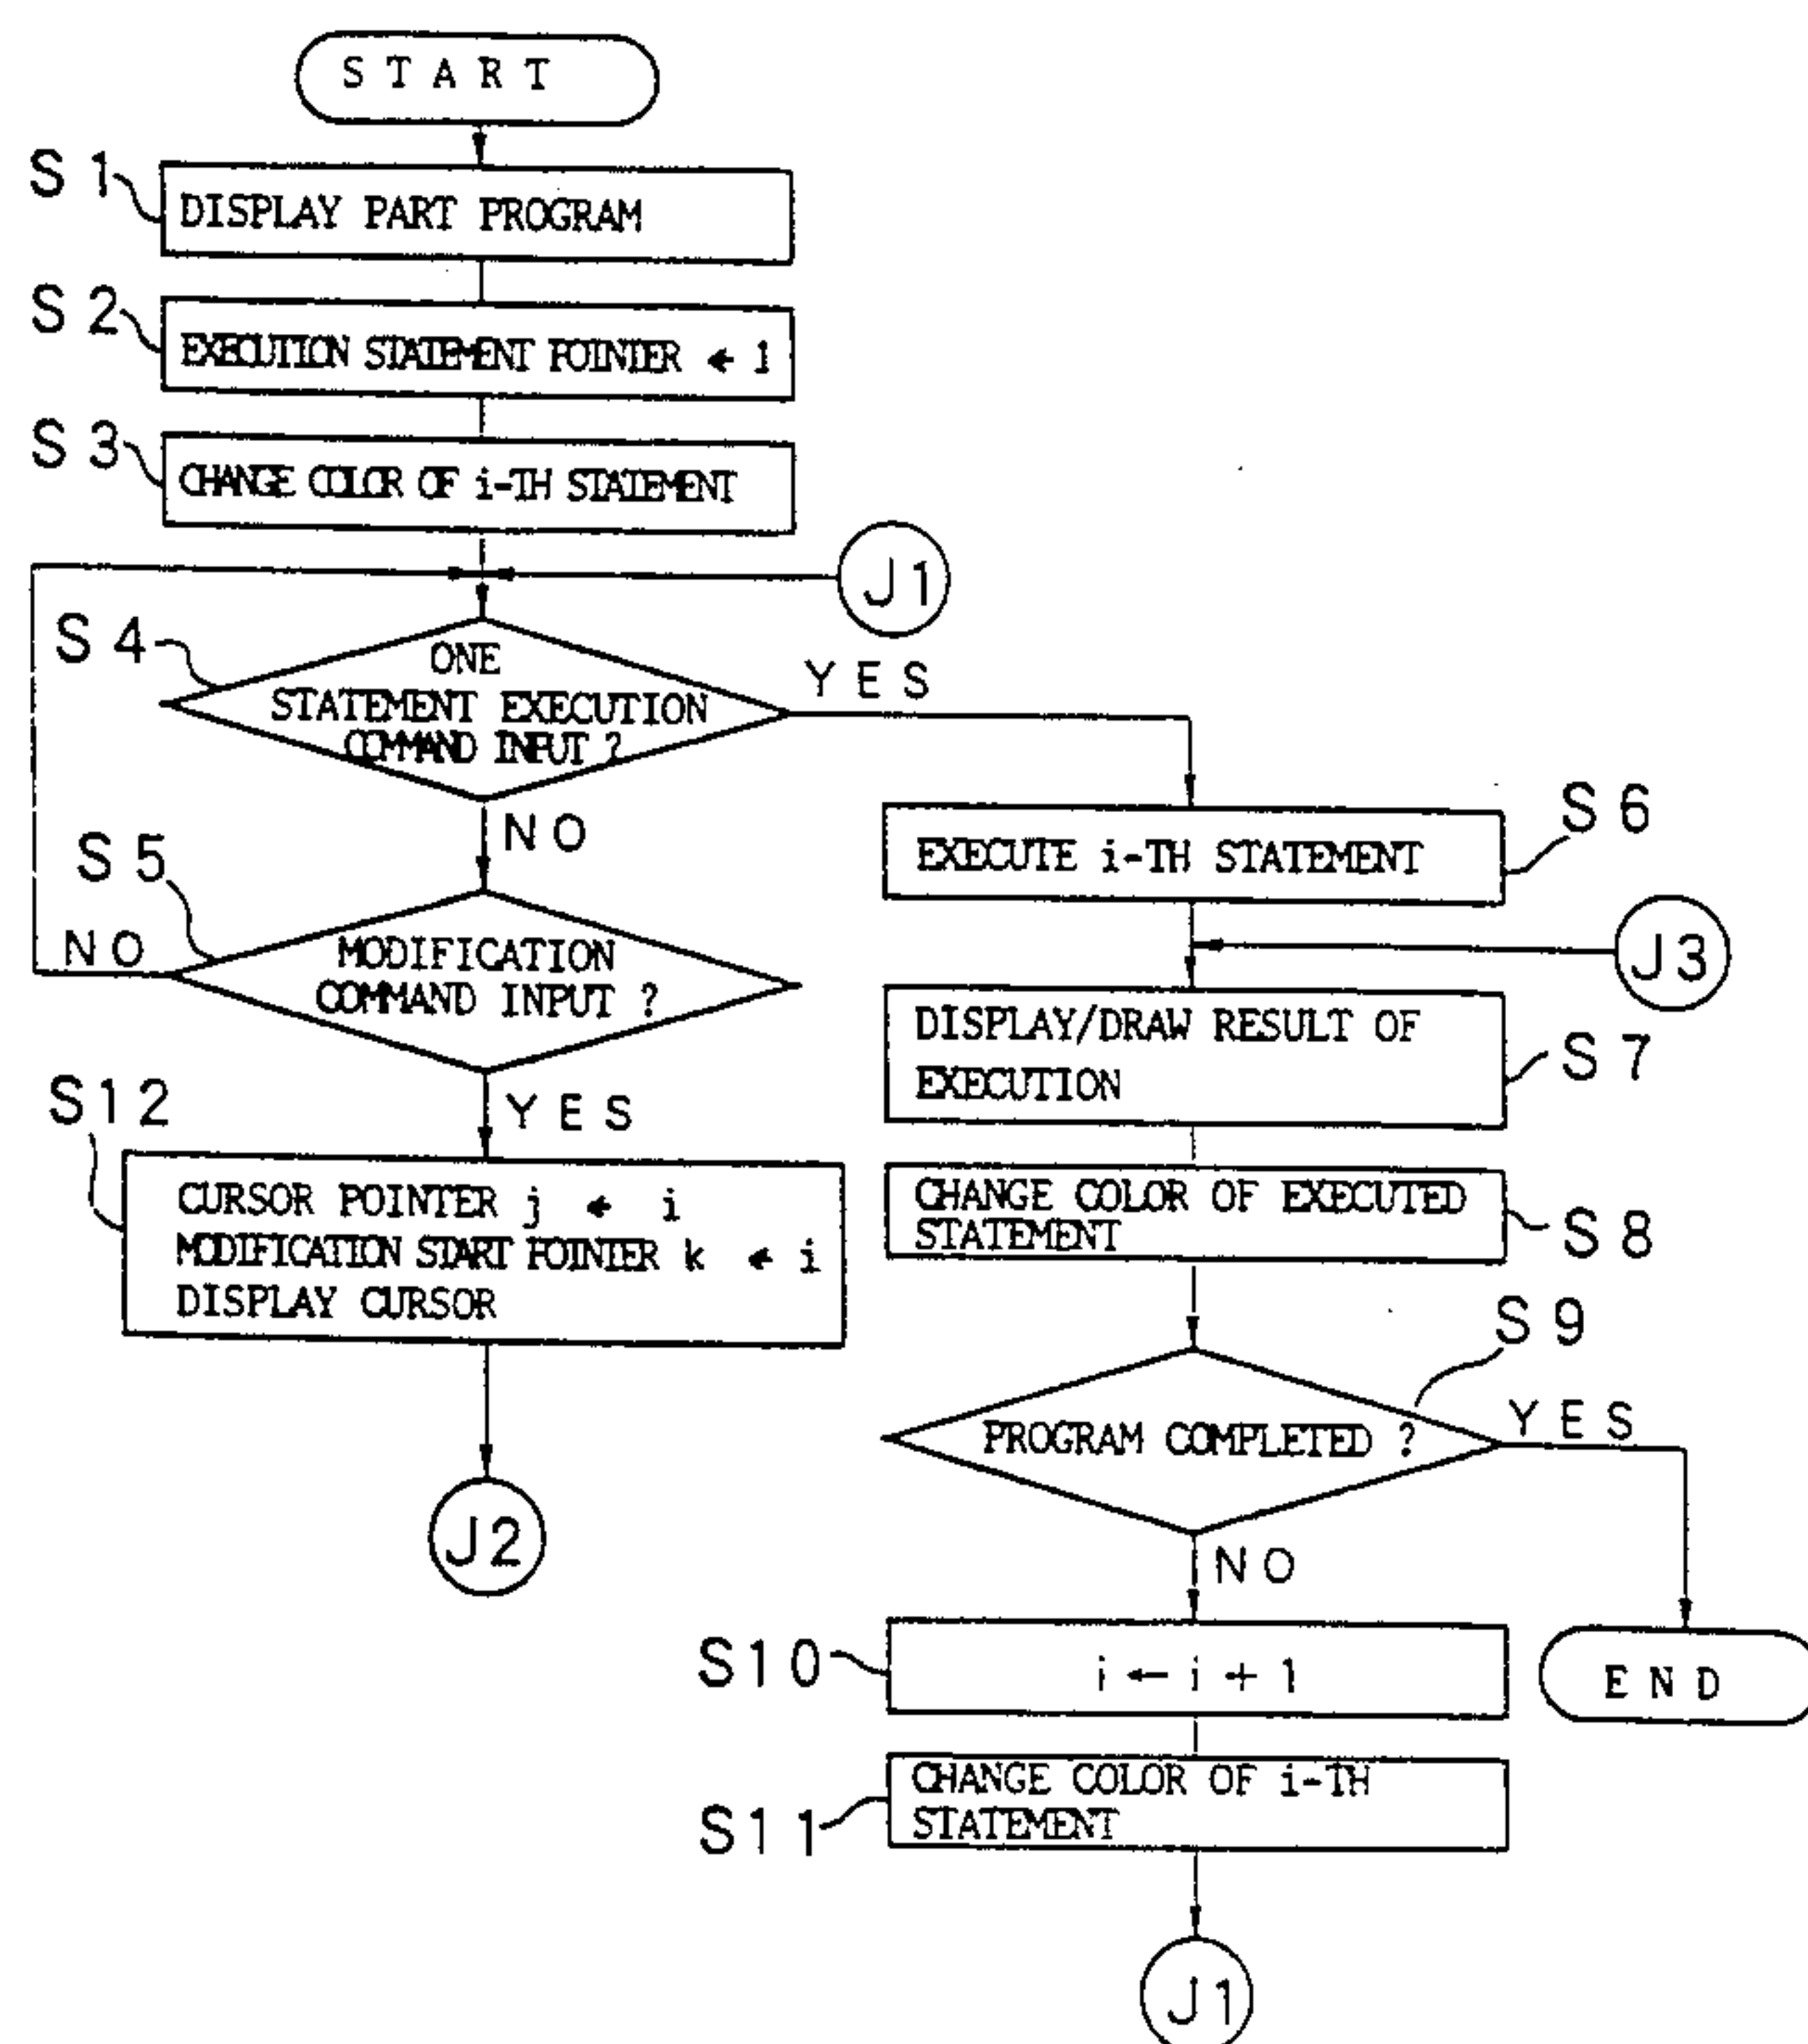 START
S1
DISPLAY PART PROGRAM
S2
EXECUTION STATEMENT POINTER ← 1
S3
CHANGE COLOR OF i-TH STATEMENT
J1
S4
ONE
STATEMENT EXECUTION
COMMAND INPUT ?
YES
NO
S5
MODIFICATION
COMMAND INPUT ?
NO
YES
S12
CURSOR POINTER j ← i
MODIFICATION START POINTER k ← i
DISPLAY CURSOR
J2
S6
EXECUTE i-TH STATEMENT
J3
DISPLAY/DRAW RESULT OF
EXECUTION
S7
CHANGE COLOR OF EXECUTED
STATEMENT
S8
S9
PROGRAM COMPLETED ?
YES
NO
S10
i ← i + 1
END
CHANGE COLOR OF i-TH
STATEMENT
S11
J1